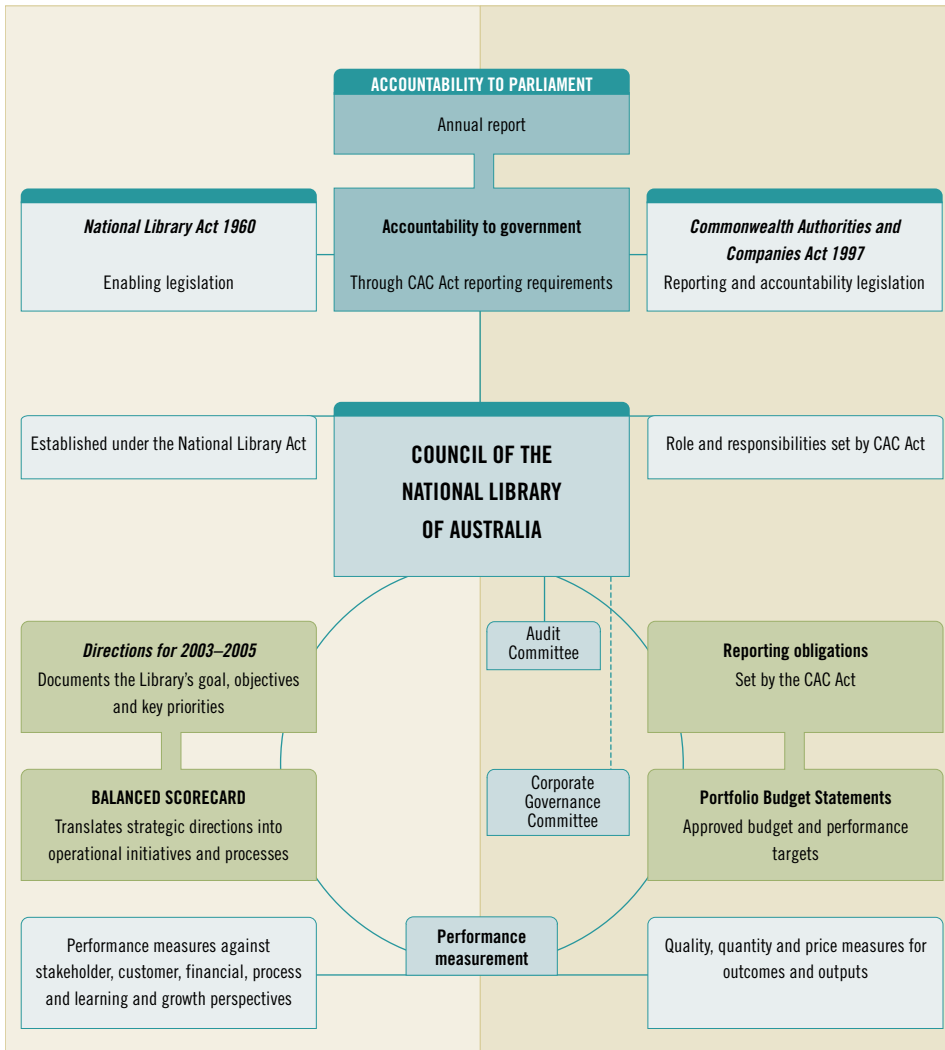 ACCOUNTABILITY TO PARLIAMENT
Annual report
National Library Act 1960
Enabling legislation
Accountability to government
Through CAC Act reporting requirements
Commonwealth Authorities and
Companies Act 1997
Reporting and accountability legislation
Established under the National Library Act
COUNCIL OF THE
NATIONAL LIBRARY
OF AUSTRALIA
Role and responsibilities set by CAC Act
Directions for 2003–2005
Documents the Library's goal, objectives
and key priorities
Audit
Committee
Reporting obligations
Set by the CAC Act
BALANCED SCORECARD
Translates strategic directions into
operational initiatives and processes
Corporate
Governance
Committee
Portfolio Budget Statements
Approved budget and performance
targets
Performance measures against
stakeholder, customer, financial, process
and learning and growth perspectives
Performance
measurement
Quality, quantity and price measures for
outcomes and outputs